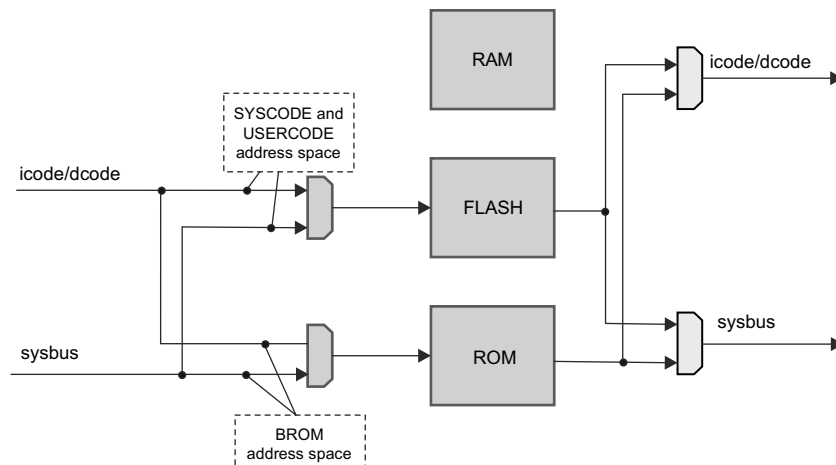 RAM
icode/dcode
SYSCODE and
USERCODE
address space
icode/dcode
FLASH
sysbus
sysbus
ROM
BROM
address space